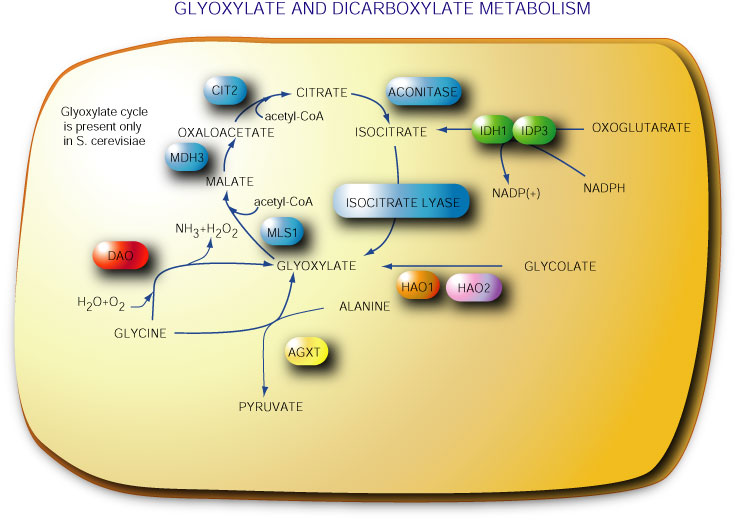 GLYOXYLATE AND DICARBOXYLATE METABOLISM
CIT2
CITRATE
ACONITASE
Glyoxylate cycle
is present only
in S. cerevisiae
acetyl-CoA
OXALOACETATE
ISOCITRATE
IDH1
IDP3
OXOGLUTARATE
MDH3
MALATE
NADP(+)
NADPH
acetyl-CoA
ISOCITRATE LYASE
NH3+H2O2
MLS1
DAO
GLYOXYLATE
GLYCOLATE
HAO1
HAO2
H2O+O2
ALANINE
GLYCINE
AGXT
PYRUVATE